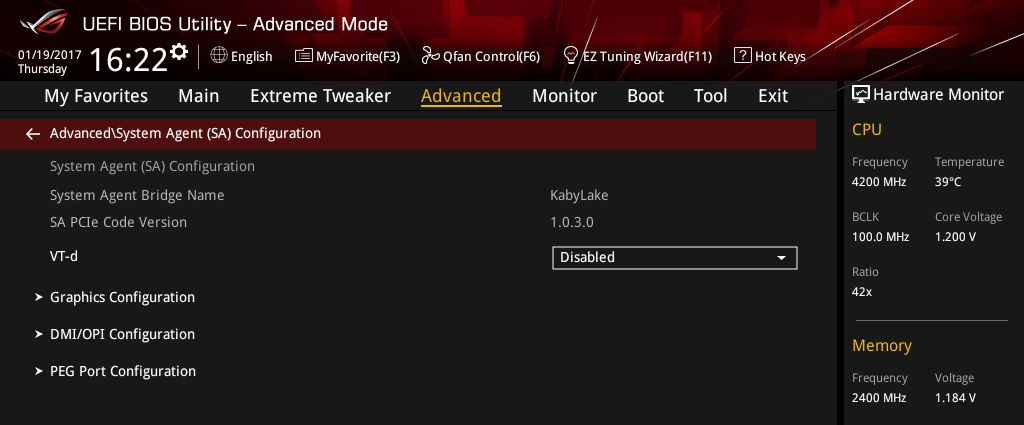 UEFI BIOS Utility – Advanced Mode
01/19/2017
Thursday
16:22
English
MyFavorite(F3)
Qfan Control(F6)
EZ Tuning Wizard(F11)
? Hot Keys
My Favorites Main Extreme Tweaker Advanced Monitor Boot Tool Exit
Advanced\System Agent (SA) Configuration
System Agent (SA) Configuration
System Agent Bridge Name KabyLake
SA PCIe Code Version 1.0.3.0
VT-d Disabled
Graphics Configuration
DMI/OPI Configuration
PEG Port Configuration
Hardware Monitor
CPU
Frequency Temperature
4200 MHz 39°C
BCLK Core Voltage
100.0 MHz 1.200 V
Ratio
42x
Memory
Frequency Voltage
2400 MHz 1.184 V